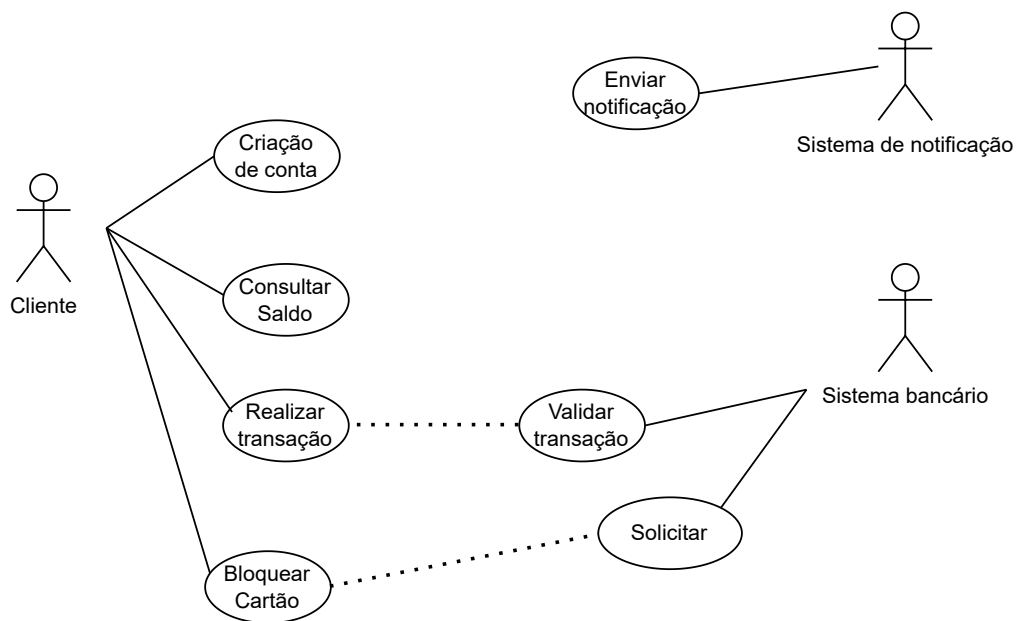 Enviar
notificação
Sistema de notificação
Criação
de conta
Cliente
Consultar
Saldo
Sistema bancário
Realizar
transação
Validar
transação
Solicitar
Bloquear
Cartão